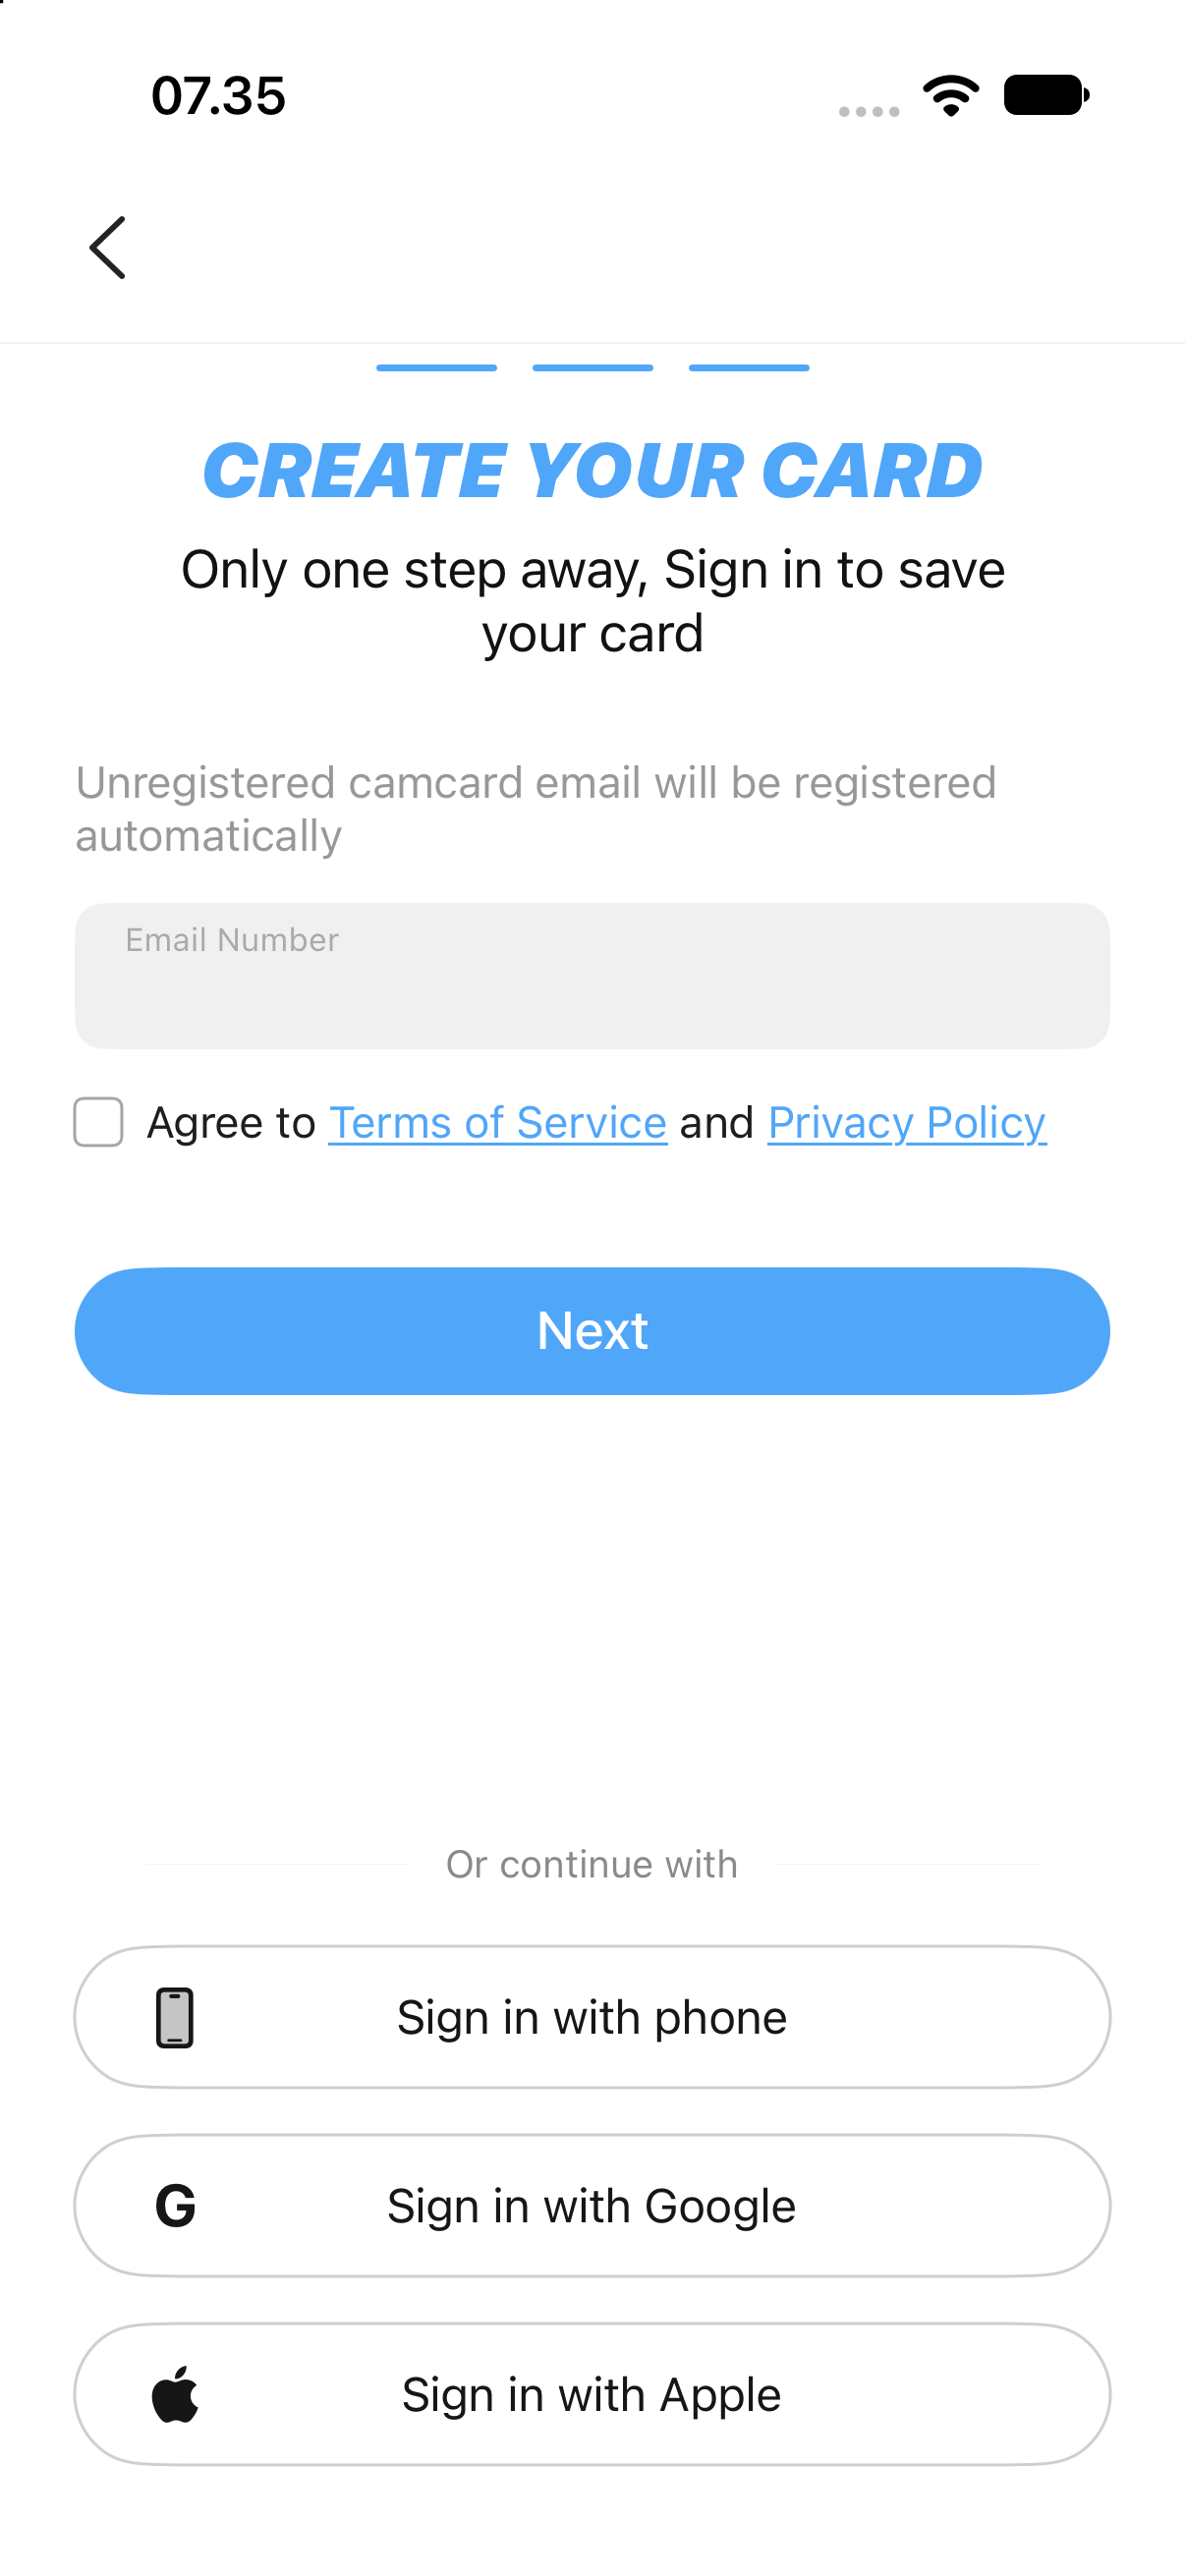 07.35
CREATE YOUR CARD
Only one step away, Sign in to save
your card
Unregistered camcard email will be registered
automatically
Email Number
Agree to Terms of Service and Privacy Policy
Next
Or continue with
Sign in with phone
G Sign in with Google
Sign in with Apple